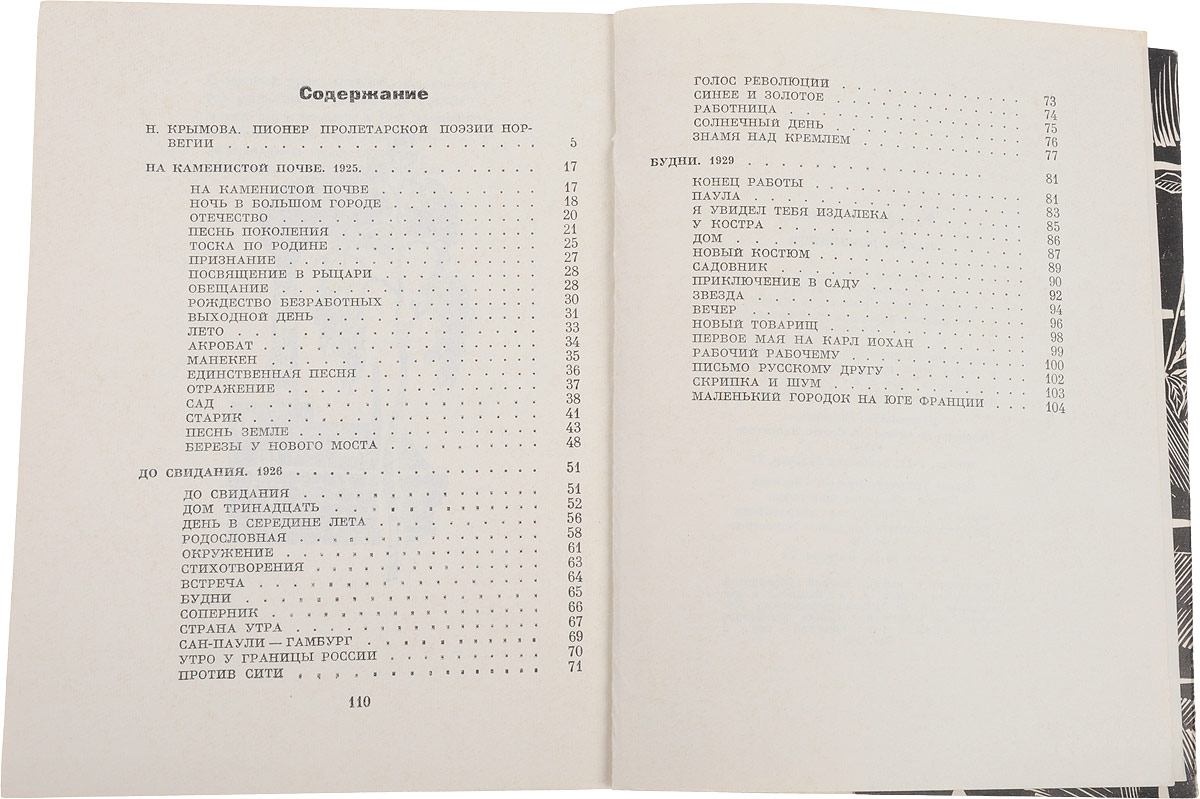 Содержание
Н. КРЫМОВА. ПИОНЕР ПРОЛЕТАРСКОЙ ПОЭЗИИ НОР-
ВЕГИИ . . . . . . . . . . . . . . . . . . . 5
НА КАМЕНИСТОЙ ПОЧВЕ. 1925. . . . . . . . . . . . 17
НА КАМЕНИСТОЙ ПОЧВЕ . . . . . . . . . . . 17
НОЧЬ В БОЛЬШОМ ГОРОДЕ . . . . . . . . . . 18
ОТЕЧЕСТВО . . . . . . . . . . . . . . . . 20
ПЕСНЬ ПОКОЛЕНИЯ . . . . . . . . . . . . . 21
ТОСКА ПО РОДИНЕ . . . . . . . . . . . . . 25
ПРИЗНАНИЕ . . . . . . . . . . . . . . . . 27
ПОСВЯЩЕНИЕ В РЫЦАРИ . . . . . . . . . . . 28
ОБЕЩАНИЕ . . . . . . . . . . . . . . . . 28
РОЖДЕСТВО БЕЗРАБОТНЫХ . . . . . . . . . . 30
ВЫХОДНОЙ ДЕНЬ . . . . . . . . . . . . . . 31
ЛЕТО . . . . . . . . . . . . . . . . . . 33
АКРОБАТ . . . . . . . . . . . . . . . . . 34
МАНЕКЕН . . . . . . . . . . . . . . . . . 35
ЕДИНСТВЕННАЯ ПЕСНЯ . . . . . . . . . . . . 36
ОТРАЖЕНИЕ . . . . . . . . . . . . . . . . 37
САД . . . . . . . . . . . . . . . . . . . 38
СТАРИК . . . . . . . . . . . . . . . . . 41
ПЕСНЬ ЗЕМЛЕ . . . . . . . . . . . . . . . 43
БЕРЕЗЫ У НОВОГО МОСТА . . . . . . . . . . 48
ДО СВИДАНИЯ. 1926 . . . . . . . . . . . . . . . . 51
ДО СВИДАНИЯ . . . . . . . . . . . . . . . 51
ДОМ ТРИНАДЦАТЬ . . . . . . . . . . . . . 52
ДЕНЬ В СЕРЕДИНЕ ЛЕТА . . . . . . . . . . . 56
РОДОСЛОВНАЯ . . . . . . . . . . . . . . . 58
ОКРУЖЕНИЕ . . . . . . . . . . . . . . . . 61
СТИХОТВОРЕНИЯ . . . . . . . . . . . . . . 63
ВСТРЕЧА . . . . . . . . . . . . . . . . . 64
БУДНИ . . . . . . . . . . . . . . . . . . 65
СОПЕРНИК . . . . . . . . . . . . . . . . 66
СТРАНА УТРА . . . . . . . . . . . . . . . 67
САН-ПАУЛИ — ГАМБУРГ . . . . . . . . . . . 69
УТРО У ГРАНИЦЫ РОССИИ . . . . . . . . . . 70
ПРОТИВ СИТИ . . . . . . . . . . . . . . . 71
110
ГОЛОС РЕВОЛЮЦИИ . . . . . . . . . . . . . 73
СИНЕЕ И ЗОЛОТОЕ . . . . . . . . . . . . . 74
РАБОТНИЦА . . . . . . . . . . . . . . . . 75
СОЛНЕЧНЫЙ ДЕНЬ . . . . . . . . . . . . . 76
ЗНАМЯ НАД КРЕМЛЕМ . . . . . . . . . . . . 77
БУДНИ. 1929 . . . . . . . . . . . . . . . 81
КОНЕЦ РАБОТЫ . . . . . . . . . . . . . . 81
ПАУЛА . . . . . . . . . . . . . . . . . . 83
Я УВИДЕЛ ТЕБЯ ИЗДАЛЕКА . . . . . . . . . . 85
У КОСТРА . . . . . . . . . . . . . . . . 86
ДОМ . . . . . . . . . . . . . . . . . . . 87
НОВЫЙ КОСТЮМ . . . . . . . . . . . . . . 89
САДОВНИК . . . . . . . . . . . . . . . . 90
ПРИКЛЮЧЕНИЕ В САДУ . . . . . . . . . . . . 92
ЗВЕЗДА . . . . . . . . . . . . . . . . . 94
ВЕЧЕР . . . . . . . . . . . . . . . . . . 96
НОВЫЙ ТОВАРИЩ . . . . . . . . . . . . . . 98
ПЕРВОЕ МАЯ НА КАРЛ ИОХАН . . . . . . . . . 99
РАБОЧИЙ РАБОЧЕМУ . . . . . . . . . . . . . 100
ПИСЬМО РУССКОМУ ДРУГУ . . . . . . . . . . 102
СКРИПКА И ШУМ . . . . . . . . . . . . . . 103
МАЛЕНЬКИЙ ГОРОДОК НА ЮГЕ ФРАНЦИИ . . . 104